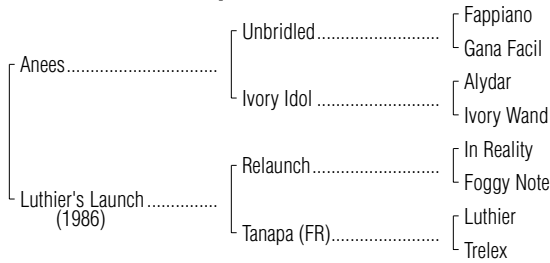 Fappiano
Unbridled
Gana Facil
Anees
Alydar
Ivory Idol
Ivory Wand
In Reality
Relaunch
Foggy Note
Luthier's Launch
(1986)
Luthier
Tanapa (FR)
Trelex